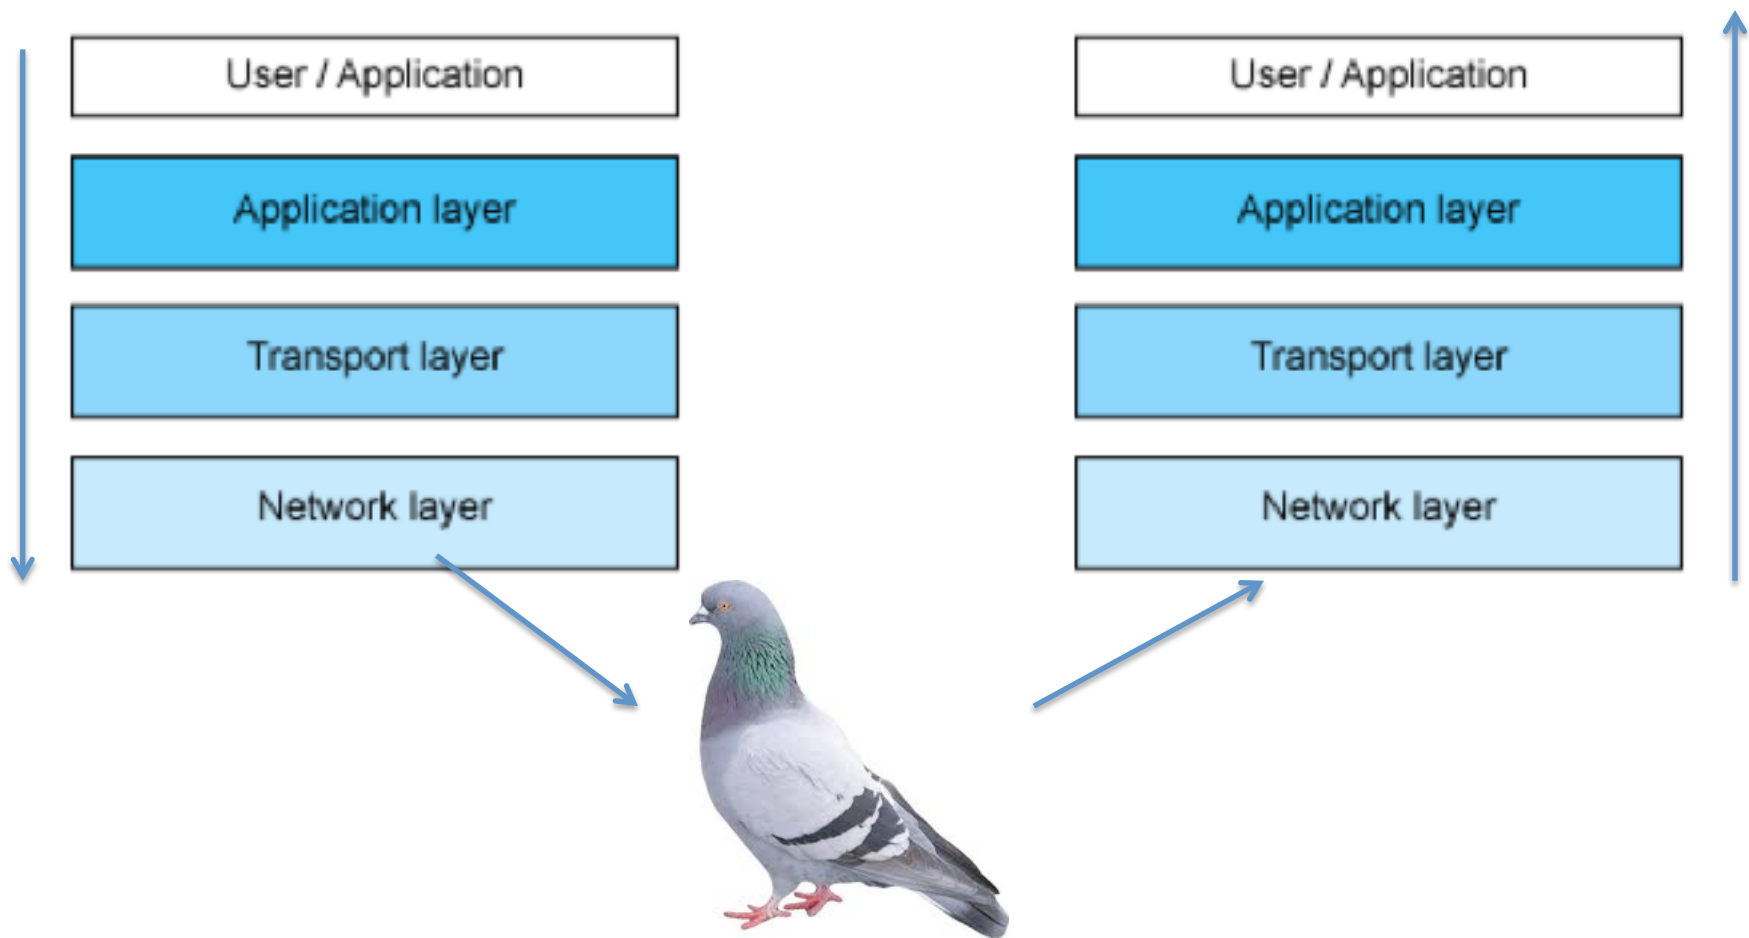 User / Application
Application layer
Transport layer
Network layer
User / Application
Application layer
Transport layer
Network layer